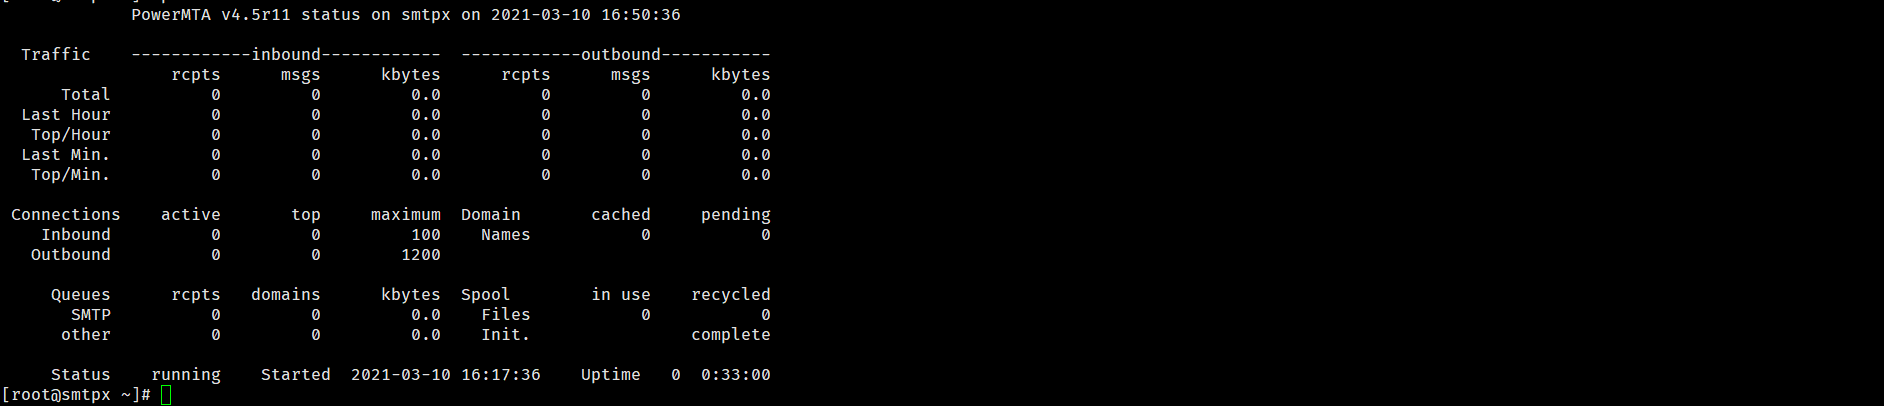 PowerMTA v4.5r11 status on smtpx on 2021-03-10 16:50:36
Traffic ------------inbound------------ ------------outbound-----------
rcpts msgs kbytes rcpts msgs kbytes
Total 0 0 0.0 0 0 0.0
Last Hour 0 0 0.0 0 0 0.0
Top/Hour 0 0 0.0 0 0 0.0
Last Min. 0 0 0.0 0 0 0.0
Top/Min. 0 0 0.0 0 0 0.0
Connections active top maximum Domain cached pending
Inbound 0 0 100 Names 0 0
Outbound 0 0 1200
Queues rcpts domains kbytes Spool in use recycled
SMTP 0 0 0.0 Files 0 0
other 0 0 0.0 Init. complete
Status running Started 2021-03-10 16:17:36 Uptime 0 0:33:00
[root@smtpx ~]#